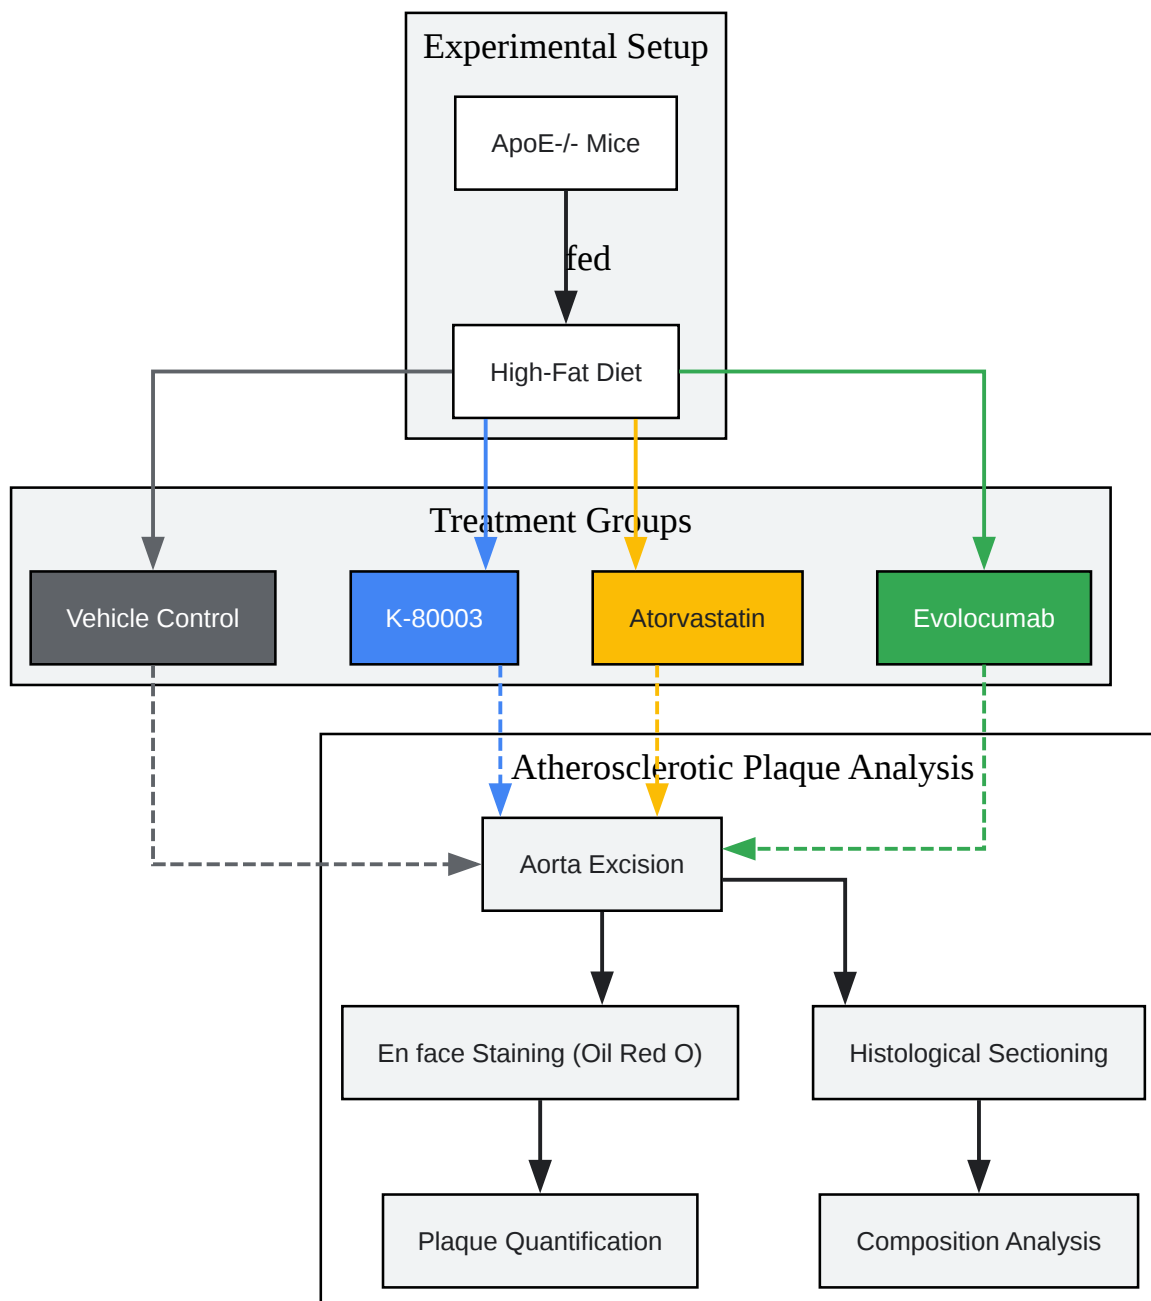 Experimental Setup
ApoE-/- Mice
fed
High-Fat Diet
Treatment Groups
Vehicle Control
K-80003
Atorvastatin
Evolocumab
Atherosclerotic Plaque Analysis
Aorta Excision
En face Staining (Oil Red O)
Histological Sectioning
Plaque Quantification
Composition Analysis